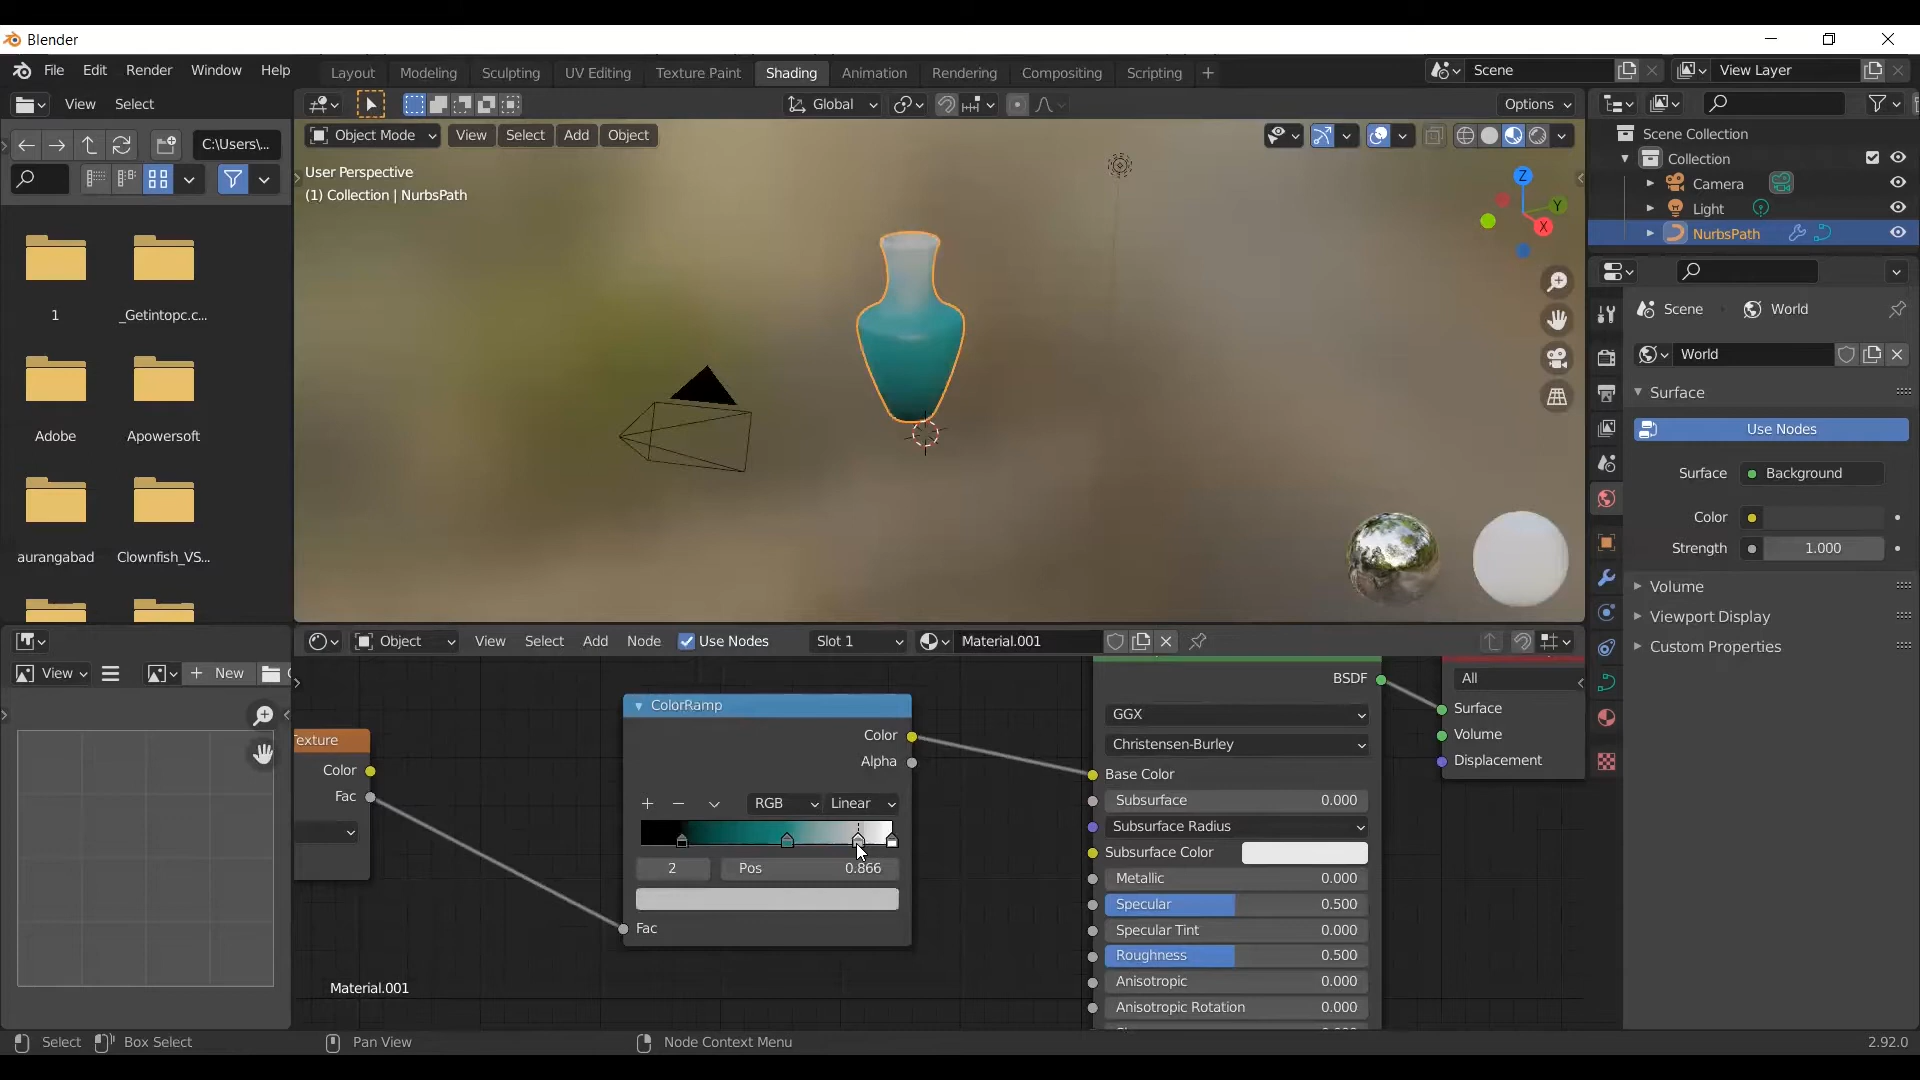 Blender
File Edit Render Window Help
Layout Modeling Sculpting UV Editing Texture Paint Shading Animation Rendering Compositing Scripting +
Scene
View Layer
View Select
Global
Options
C:\Users\...
Object Mode View Select Add Object
User Perspective
(1) Collection | NurbsPath
1
_Getintopc.c...
Adobe
Apowersoft
aurangabad
Clownfish_VS...
Z
Y
X
Scene Collection
Collection
Camera
Light
NurbsPath
Scene
World
World
Surface
Use Nodes
Surface Background
Color
Strength 1.000
Volume
Viewport Display
Custom Properties
Object View Select Add Node Use Nodes Slot 1 Material.001
View + New
exture
Color
Fac
ColorRamp
Color
Alpha
+ − RGB Linear
2 Pos 0.866
Fac
Material.001
BSDF
GGX
Christensen-Burley
Base Color
Subsurface 0.000
Subsurface Radius
Subsurface Color
Metallic 0.000
Specular 0.500
Specular Tint 0.000
Roughness 0.500
Anisotropic 0.000
Anisotropic Rotation 0.000
All
Surface
Volume
Displacement
Select Box Select Pan View Node Context Menu 2.92.0